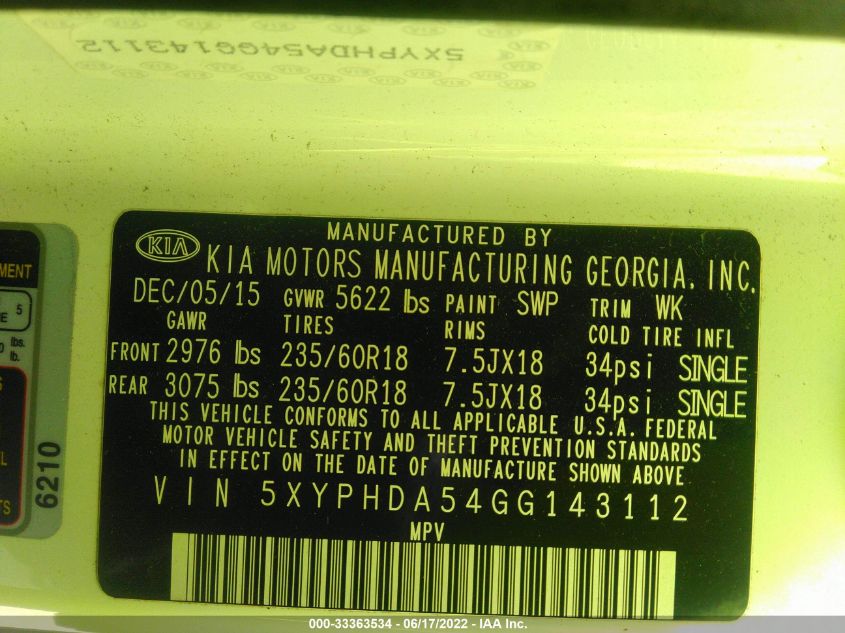 5XYPHDA54GG143112
MANUFACTURED BY
KIA KIA MOTORS MANUFACTURING GEORGIA, INC.
DEC/05/15 GVWR 5622 lbs PAINT SWP TRIM WK
GAWR TIRES RIMS COLD TIRE INFL
FRONT 2976 lbs 235/60R18 7.5JX18 34psi SINGLE
REAR 3075 lbs 235/60R18 7.5JX18 34psi SINGLE
THIS VEHICLE CONFORMS TO ALL APPLICABLE U.S.A. FEDERAL
MOTOR VEHICLE SAFETY AND THEFT PREVENTION STANDARDS
IN EFFECT ON THE DATE OF MANUFACTURE SHOWN ABOVE
VIN 5XYPHDA54GG143112
MPV
5
lbs.
lb.
6210
000-33363534 - 06/17/2022 - IAA Inc.